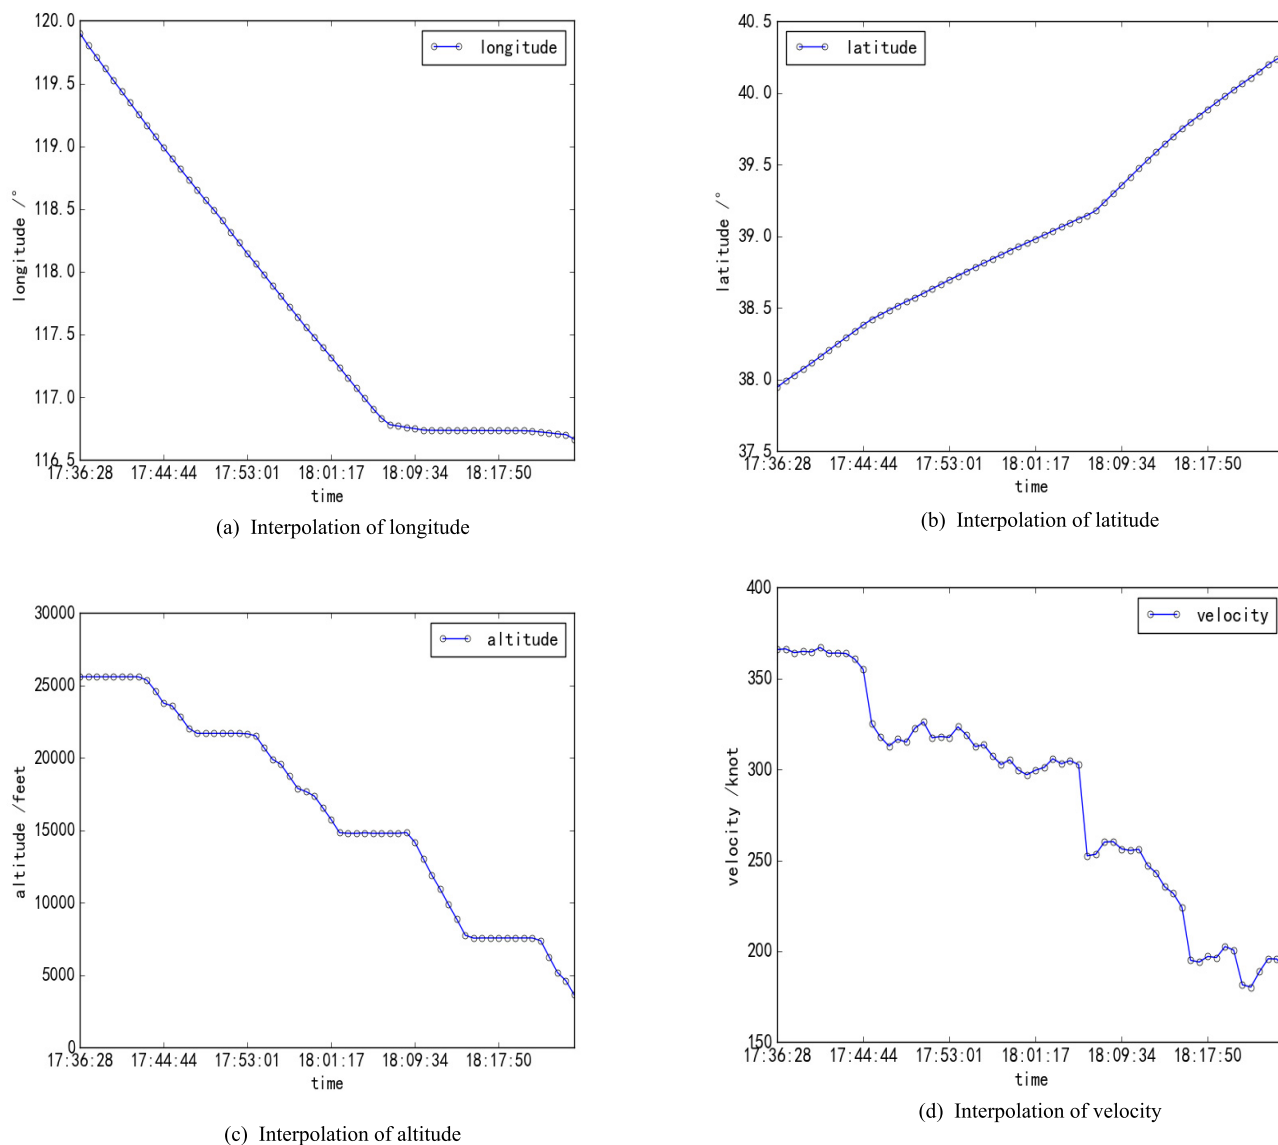 120.0
119.5
119.0
118.5
118.0
117.5
117.0
116.5
longitude /°
longitude
17:36:28 17:44:44 17:53:01 18:01:17 18:09:34 18:17:50
time
(a) Interpolation of longitude
40.5
40.0
39.5
39.0
38.5
38.0
37.5
latitude /°
latitude
17:36:28 17:44:44 17:53:01 18:01:17 18:09:34 18:17:50
time
(b) Interpolation of latitude
30000
25000
20000
15000
10000
5000
0
altitude /feet
altitude
17:36:28 17:44:44 17:53:01 18:01:17 18:09:34 18:17:50
time
(c) Interpolation of altitude
400
350
300
250
200
150
velocity /knot
velocity
17:36:28 17:44:44 17:53:01 18:01:17 18:09:34 18:17:50
time
(d) Interpolation of velocity